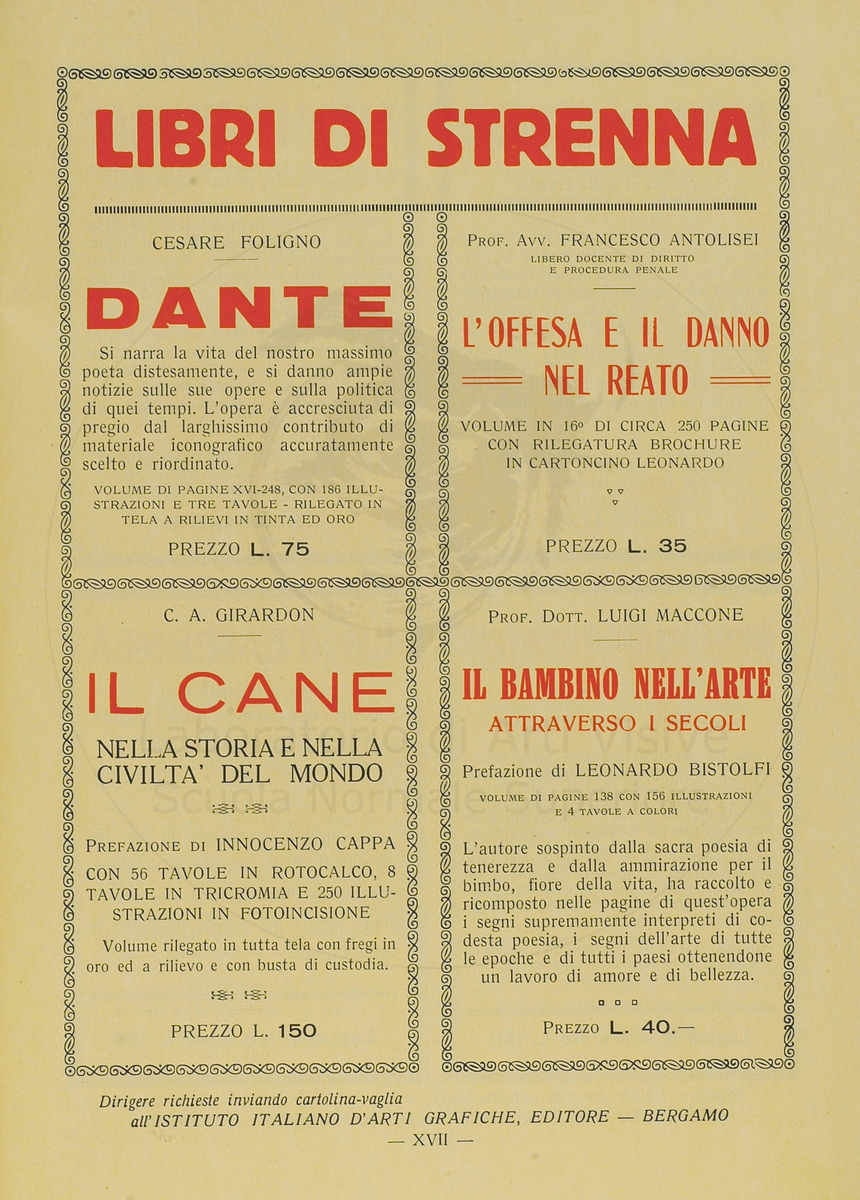 LIBRI DI STRENNA
CESARE FOLIGNO
DANTE
Si narra la vita del nostro massimo
poeta distesamente, e si danno ampie
notizie sulle sue opere e sulla politica
di quei tempi. L'opera è accresciuta di
pregio dal larghissimo contributo di
materiale iconografico accuratamente
scelto e riordinato.
VOLUME DI PAGINE XVI-248, CON 186 ILLU-
STRAZIONI E TRE TAVOLE - RILEGATO IN
TELA A RILIEVI IN TINTA ED ORO
PREZZO L. 75
PROF. AVV. FRANCESCO ANTOLISEI
LIBERO DOCENTE DI DIRITTO
E PROCEDURA PENALE
L'OFFESA E IL DANNO
NEL REATO
VOLUME IN 16º DI CIRCA 250 PAGINE
CON RILEGATURA BROCHURE
IN CARTONCINO LEONARDO
PREZZO L. 35
C. A. GIRARDON
IL CANE
NELLA STORIA E NELLA
CIVILTA' DEL MONDO
PREFAZIONE DI INNOCENZO CAPPA
CON 56 TAVOLE IN ROTOCALCO, 8
TAVOLE IN TRICROMIA E 250 ILLU-
STRAZIONI IN FOTOINCISIONE
Volume rilegato in tutta tela con fregi in
oro ed a rilievo e con busta di custodia.
PREZZO L. 150
PROF. DOTT. LUIGI MACCONE
IL BAMBINO NELL'ARTE
ATTRAVERSO I SECOLI
Prefazione di LEONARDO BISTOLFI
VOLUME DI PAGINE 138 CON 156 ILLUSTRAZIONI
E 4 TAVOLE A COLORI
L'autore sospinto dalla sacra poesia di
tenerezza e dalla ammirazione per il
bimbo, fiore della vita, ha raccolto e
ricomposto nelle pagine di quest'opera
i segni supremamente interpreti di co-
desta poesia, i segni dell'arte di tutte
le epoche e di tutti i paesi ottenendone
un lavoro di amore e di bellezza.
PREZZO L. 40.—
Dirigere richieste inviando cartolina-vaglia
all'ISTITUTO ITALIANO D'ARTI GRAFICHE, EDITORE — BERGAMO
— XVII —